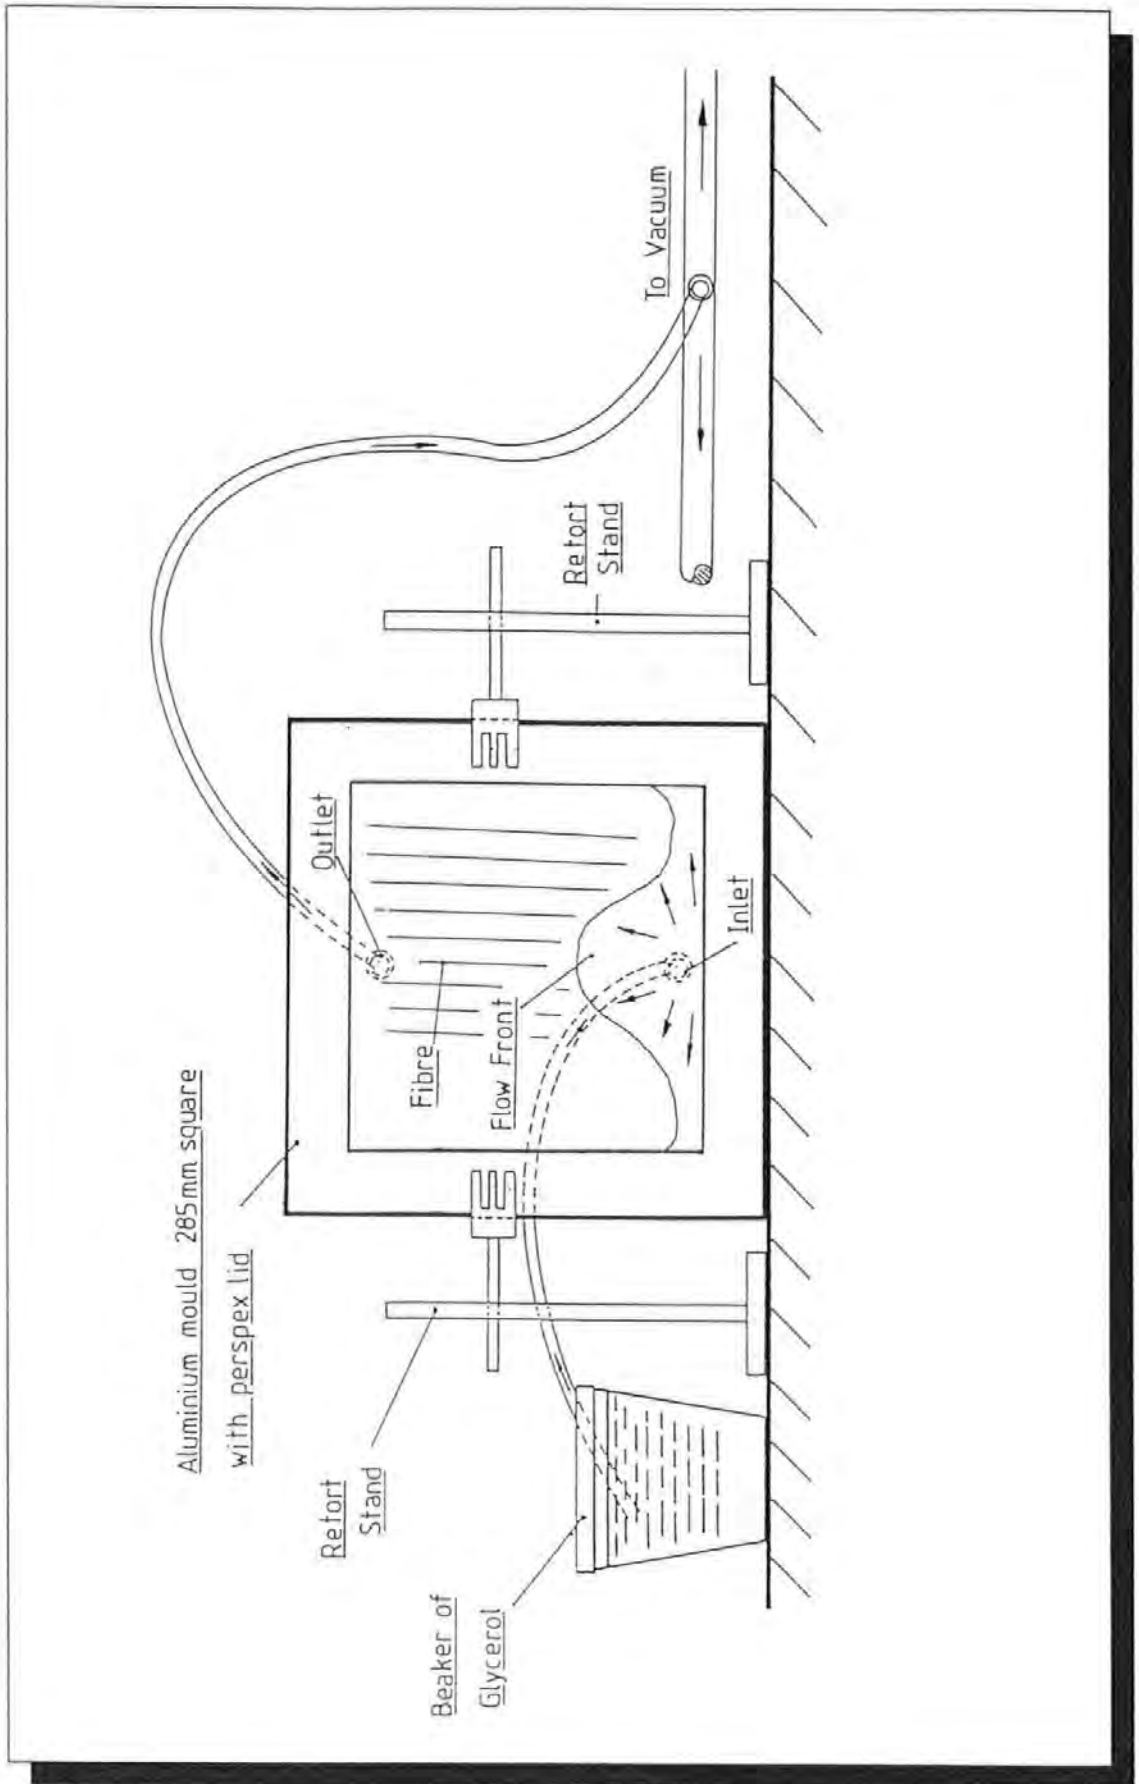 Aluminium mould 285mm square
with perspex lid
Retort
Stand
Beaker of
Glycerol
Fibre
Flow Front
Outlet
Inlet
Retort
Stand
To Vacuum